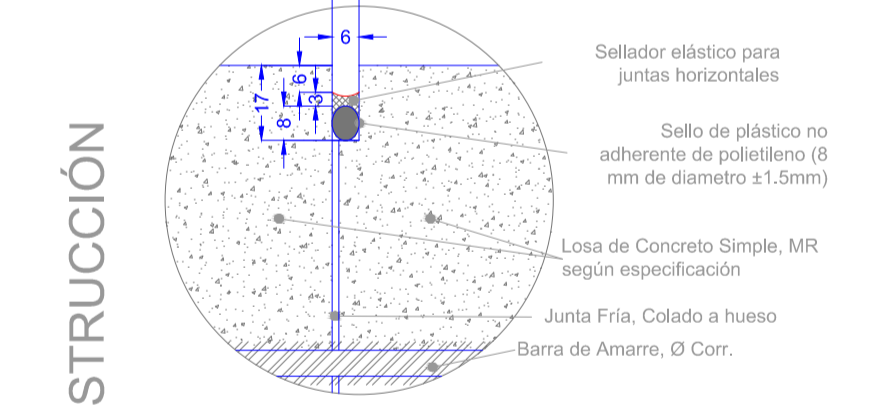 STRUCCIÓN
6
6
3
17
8
Sellador elástico para
juntas horizontales
Sello de plástico no
adherente de polietileno (8
mm de diametro ±1.5mm)
Losa de Concreto Simple, MR
según especificación
Junta Fría, Colado a hueso
Barra de Amarre, Ø Corr.